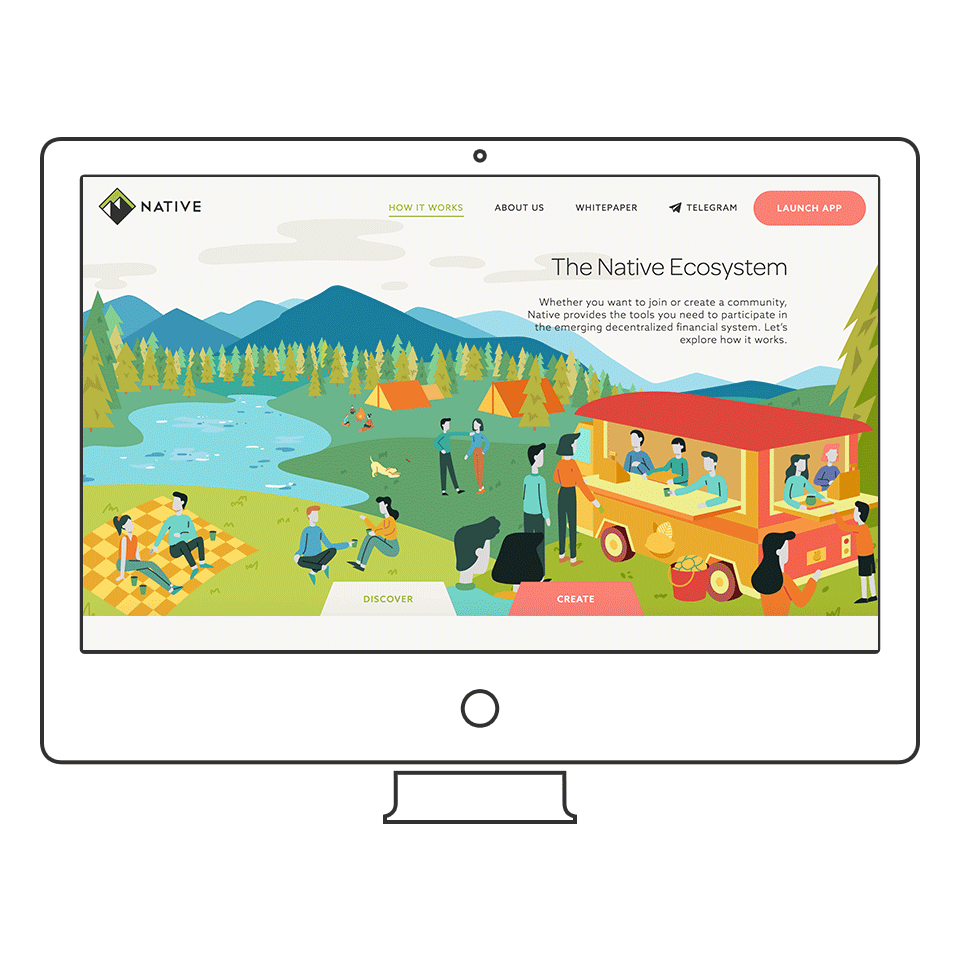 NATIVE
HOW IT WORKS
ABOUT US
WHITEPAPER
TELEGRAM
LAUNCH APP
The Native Ecosystem
Whether you want to join or create a community,
Native provides the tools you need to participate in
the emerging decentralized financial system. Let's
explore how it works.
DISCOVER
CREATE